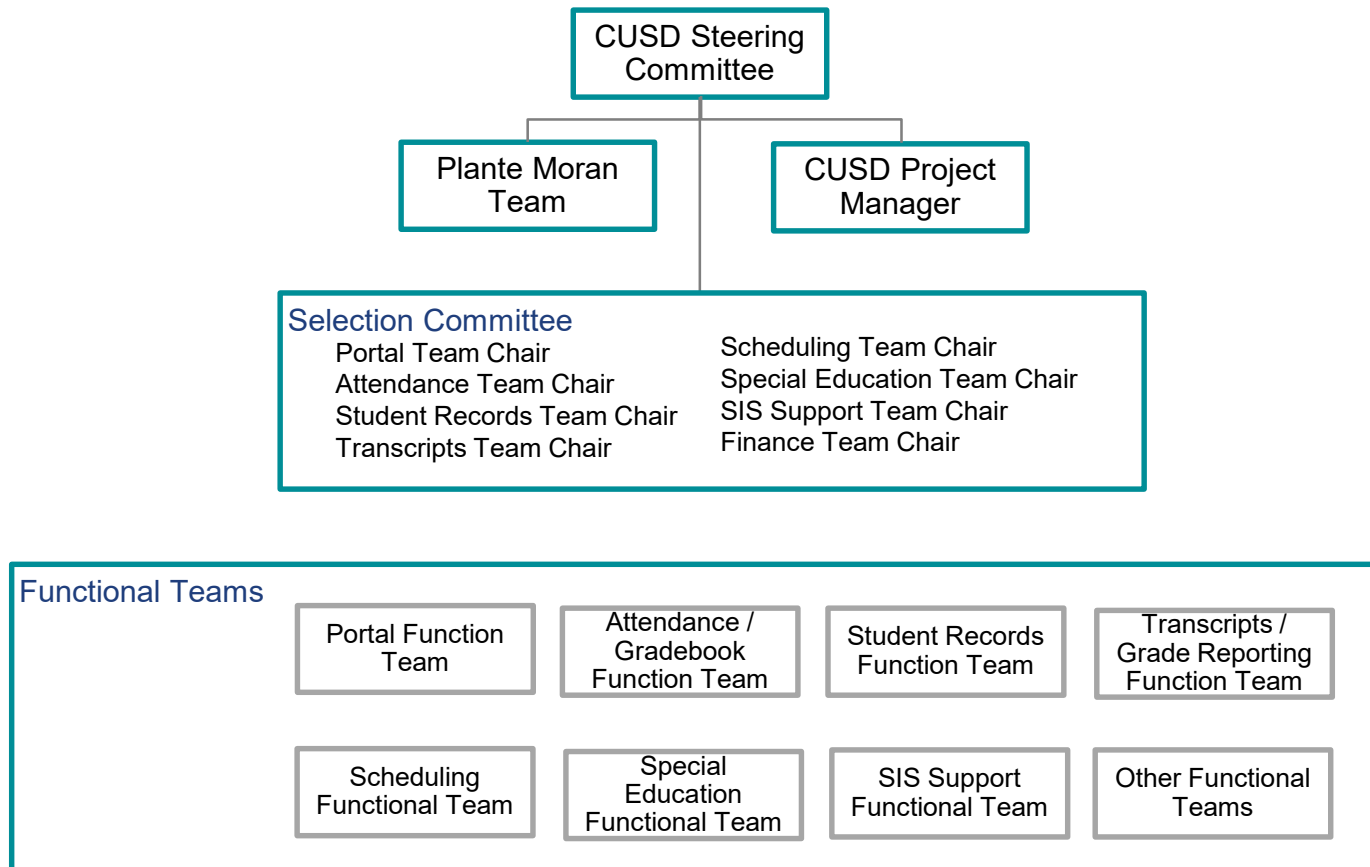 CUSD Steering
Committee
Plante Moran
Team
CUSD Project
Manager
Selection Committee
Portal Team Chair
Attendance Team Chair
Student Records Team Chair
Transcripts Team Chair
Scheduling Team Chair
Special Education Team Chair
SIS Support Team Chair
Finance Team Chair
Functional Teams
Portal Function
Team
Attendance /
Gradebook
Function Team
Student Records
Function Team
Transcripts /
Grade Reporting
Function Team
Scheduling
Functional Team
Special
Education
Functional Team
SIS Support
Functional Team
Other Functional
Teams